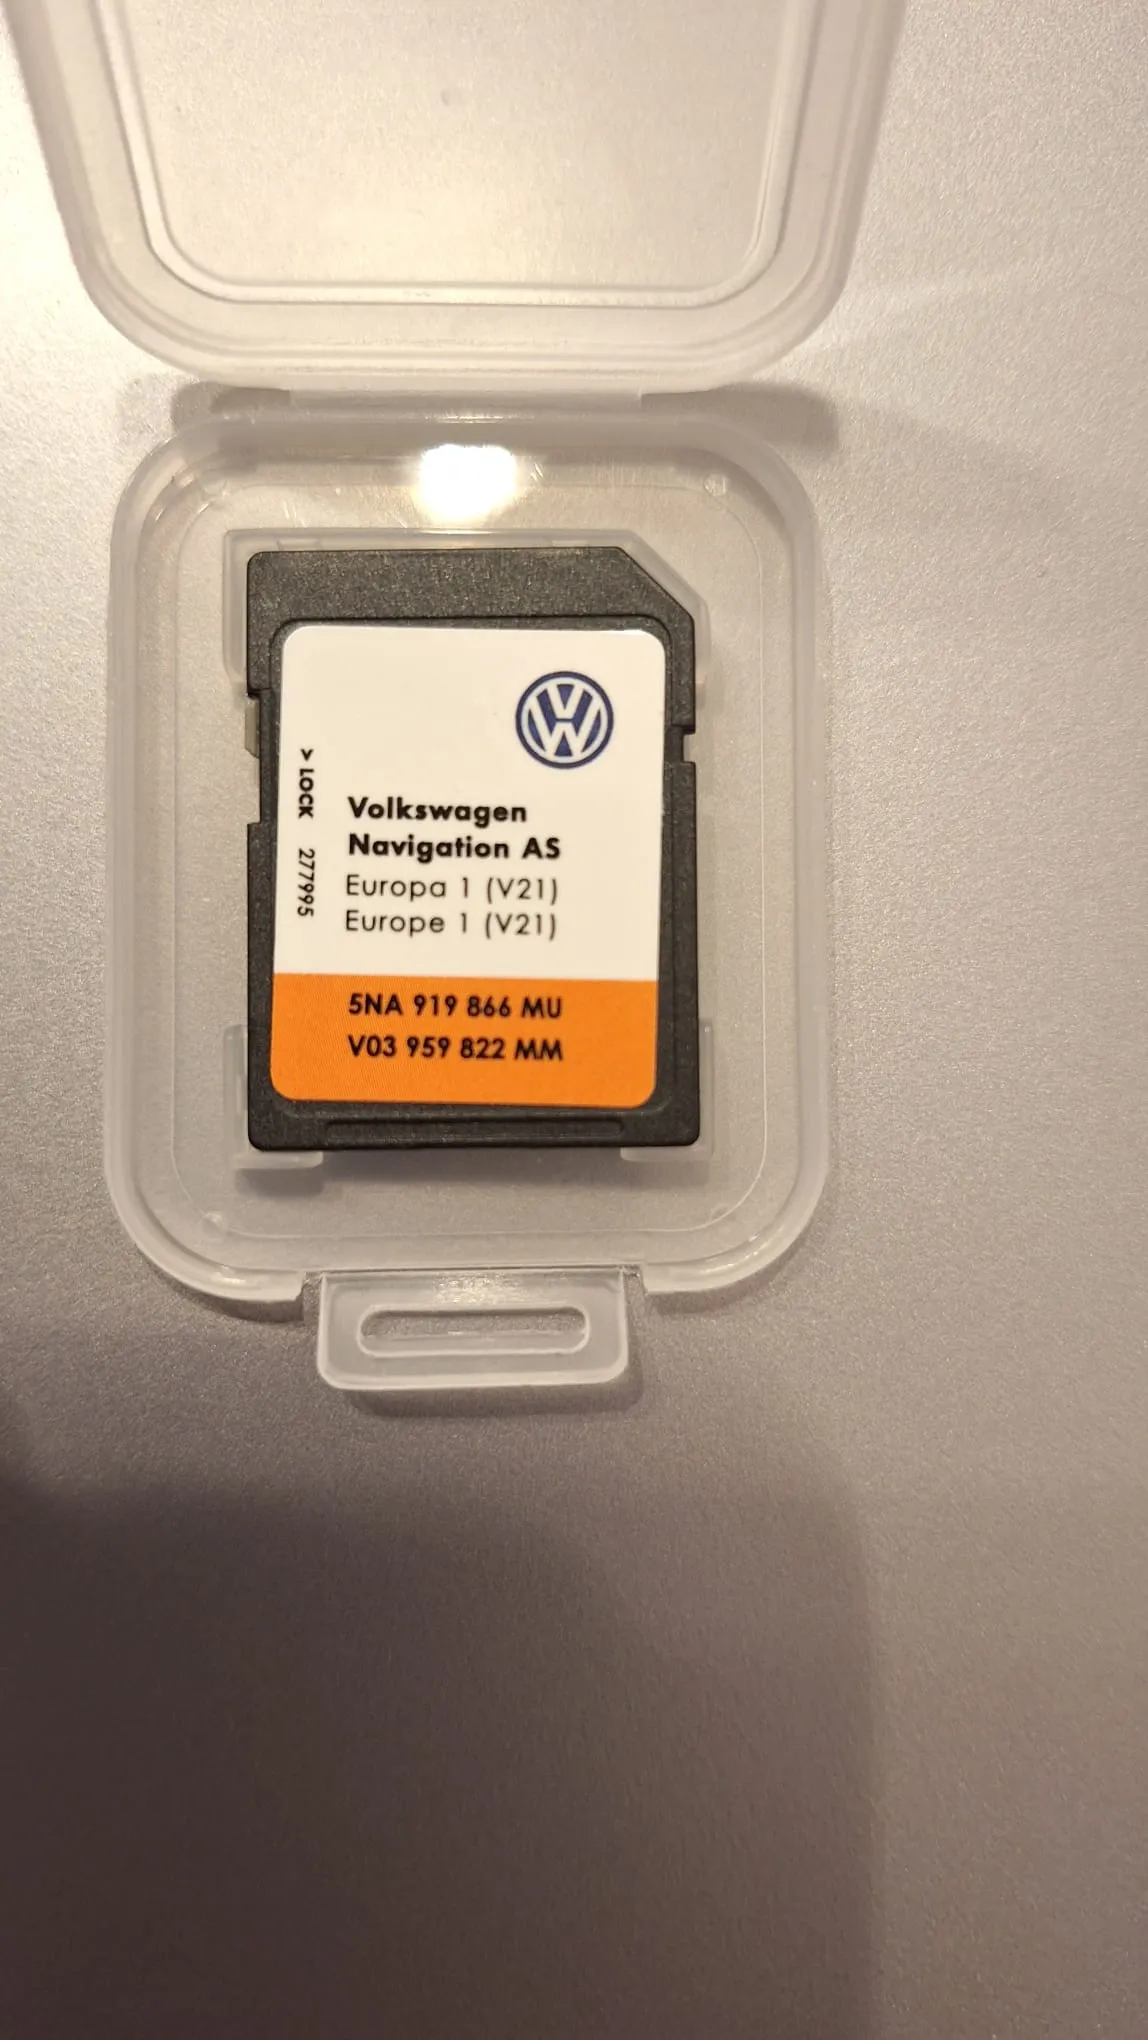 > LOCK 277995
Volkswagen
Navigation AS
Europa 1 (V21)
Europe 1 (V21)
5NA 919 866 MU
V03 959 822 MM